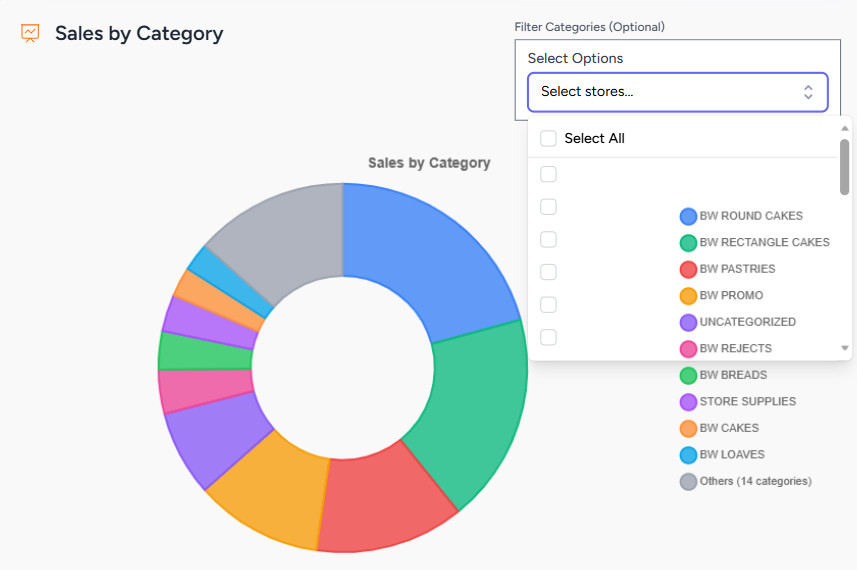 Sales by Category
Filter Categories (Optional)
Select Options
Select stores...
Select All
Sales by Category
BW ROUND CAKES
BW RECTANGLE CAKES
BW PASTRIES
BW PROMO
UNCATEGORIZED
BW REJECTS
BW BREADS
STORE SUPPLIES
BW CAKES
BW LOAVES
Others (14 categories)